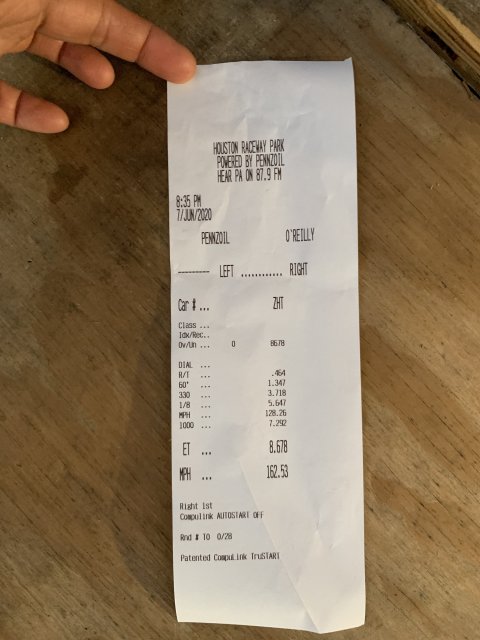 HOUSTON RACEWAY PARK
POWERED BY PENNZOIL
HEAR PA ON 87.9 FM
8:35 PM
7/JUN/2020
PENNZOIL O'REILLY
--------- LEFT ............ RIGHT
Car # ... ZHT
Class ...
Idx/Rec..
Ov/Un ... 0 8678
DIAL ...
R/T ... .464
60' ... 1.347
330 ... 3.718
1/8 ... 5.647
MPH ... 128.26
1000 ... 7.292
ET ... 8.678
MPH ... 162.53
Right 1st
Compulink AUTOSTART OFF
Rnd # T0 0/28
Patented CompuLink TruSTART